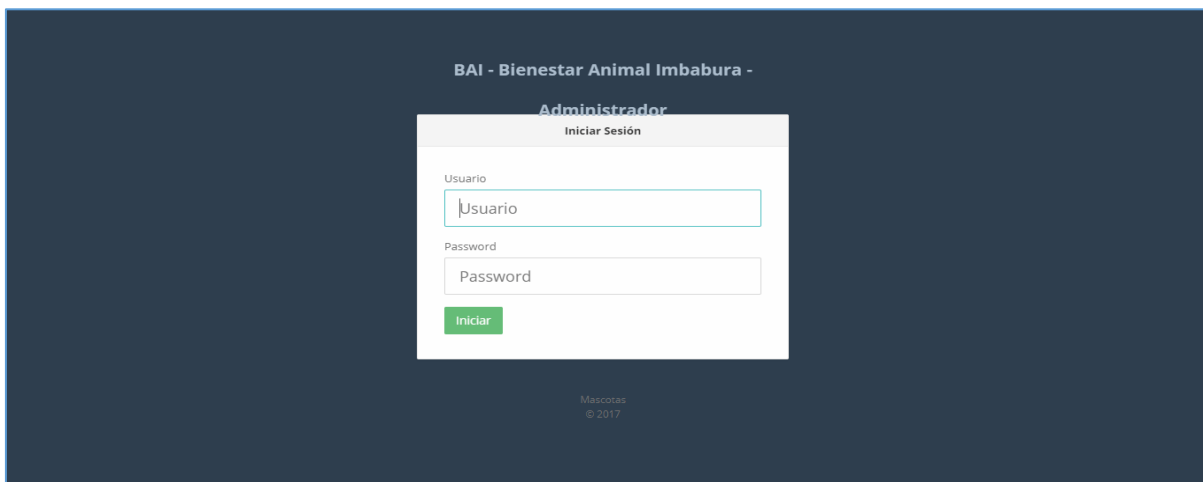 BAI - Bienestar Animal Imbabura -
Administrador
Iniciar Sesión
Usuario
Usuario
Password
Password
Iniciar
Mascotas
© 2017